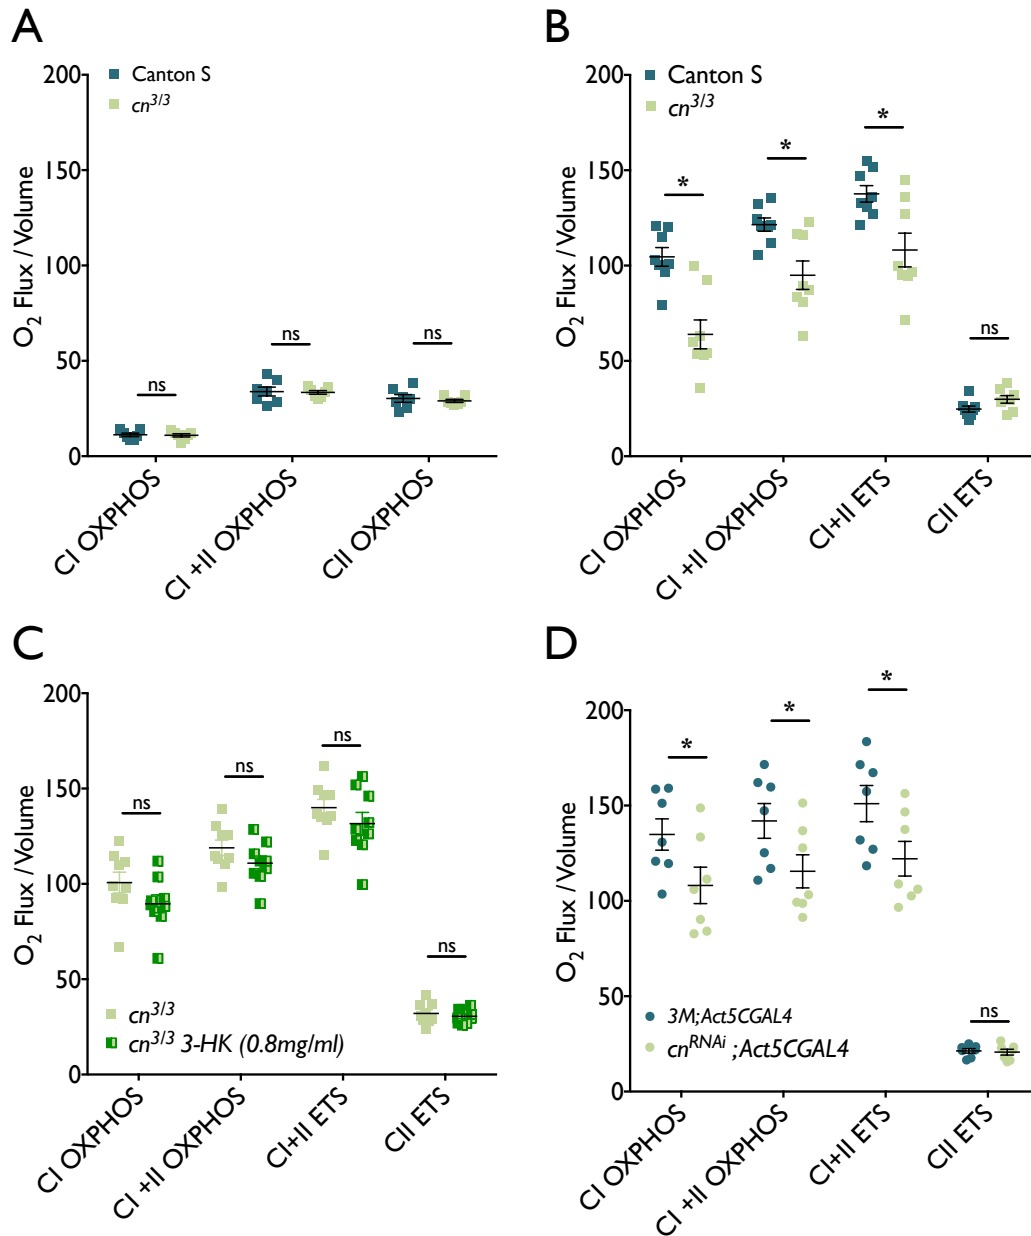 A
200
150
100
50
0
O2 Flux / Volume
Canton S
cn3/3
ns
ns
ns
CI OXPHOS
CI +II OXPHOS
CII OXPHOS
B
200
150
100
50
0
O2 Flux / Volume
Canton S
cn3/3
*
*
*
ns
CI OXPHOS
CI +II OXPHOS
CI+II ETS
CII ETS
C
200
150
100
50
0
O2 Flux / Volume
ns
ns
ns
ns
cn3/3
cn3/3 3-HK (0.8mg/ml)
CI OXPHOS
CI +II OXPHOS
CI+II ETS
CII ETS
D
200
150
100
50
0
O2 Flux / Volume
*
*
*
ns
3M;Act5CGAL4
cnRNAi ;Act5CGAL4
CI OXPHOS
CI +II OXPHOS
CI+II ETS
CII ETS